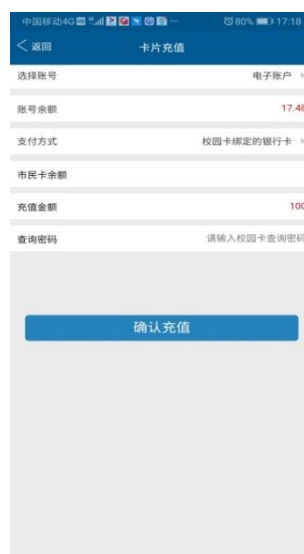 中国移动4G HD ··· 80% 17:18
< 返回 卡片充值
选择账号 电子账户
账号余额 17.48
支付方式 校园卡绑定的银行卡
市民卡余额
充值金额 100
查询密码 请输入校园卡查询密码
确认充值